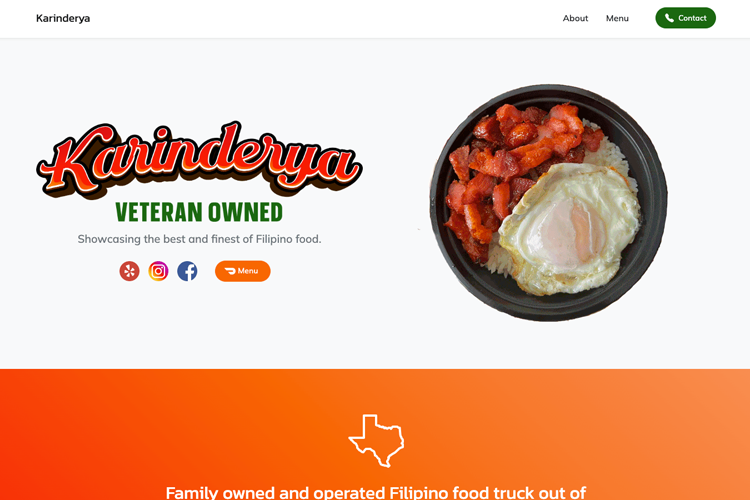 Karinderya
About
Menu
Contact
Karinderya
VETERAN OWNED
Showcasing the best and finest of Filipino food.
Menu
Family owned and operated Filipino food truck out of